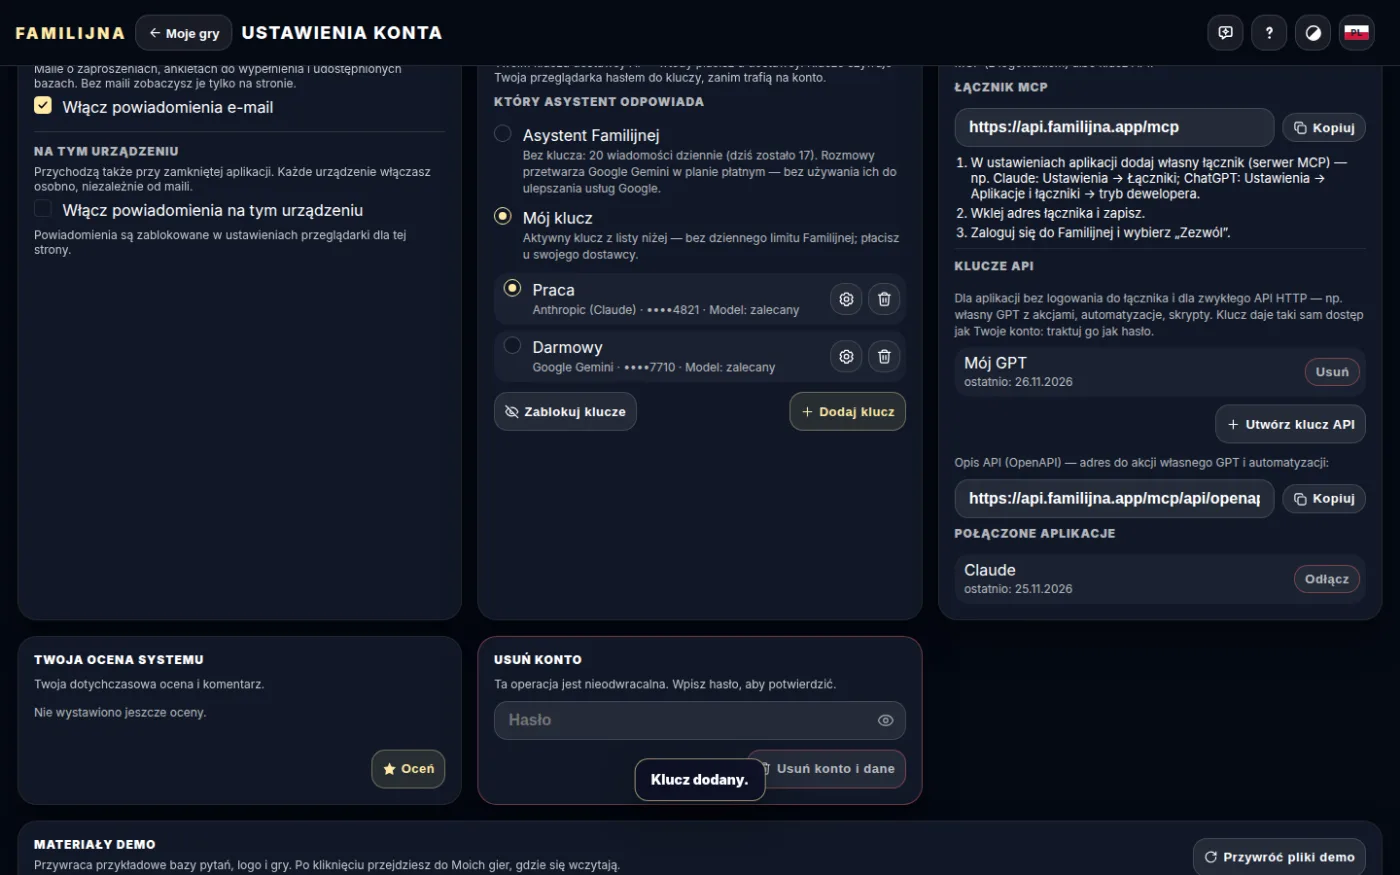 FAMILIJNA
← Moje gry
USTAWIENIA KONTA
?
PL
Maile o zaproszeniach, ankietach do wypełnienia i udostępnionych
bazach. Bez maili zobaczysz je tylko na stronie.
Włącz powiadomienia e-mail
NA TYM URZĄDZENIU
Przychodzą także przy zamkniętej aplikacji. Każde urządzenie włączasz
osobno, niezależnie od maili.
Włącz powiadomienia na tym urządzeniu
Powiadomienia są zablokowane w ustawieniach przeglądarki dla tej
strony.
Twoja przeglądarka hasłem do kluczy, zanim trafią na konto.
KTÓRY ASYSTENT ODPOWIADA
Asystent Familijnej
Bez klucza: 20 wiadomości dziennie (dziś zostało 17). Rozmowy
przetwarza Google Gemini w planie płatnym — bez używania ich do
ulepszania usług Google.
Mój klucz
Aktywny klucz z listy niżej — bez dziennego limitu Familijnej; płacisz
u swojego dostawcy.
Praca
Anthropic (Claude) · ••••4821 · Model: zalecany
Darmowy
Google Gemini · ••••7710 · Model: zalecany
Zablokuj klucze
+ Dodaj klucz
ŁĄCZNIK MCP
https://api.familijna.app/mcp
Kopiuj
1. W ustawieniach aplikacji dodaj własny łącznik (serwer MCP) —
np. Claude: Ustawienia → Łączniki; ChatGPT: Ustawienia →
Aplikacje i łączniki → tryb dewelopera.
2. Wklej adres łącznika i zapisz.
3. Zaloguj się do Familijnej i wybierz „Zezwól”.
KLUCZE API
Dla aplikacji bez logowania do łącznika i dla zwykłego API HTTP — np.
własny GPT z akcjami, automatyzacje, skrypty. Klucz daje taki sam dostęp
jak Twoje konto: traktuj go jak hasło.
Mój GPT
ostatnio: 26.11.2026
Usuń
+ Utwórz klucz API
Opis API (OpenAPI) — adres do akcji własnego GPT i automatyzacji:
https://api.familijna.app/mcp/api/openap
Kopiuj
POŁĄCZONE APLIKACJE
Claude
ostatnio: 25.11.2026
Odłącz
TWOJA OCENA SYSTEMU
Twoja dotychczasowa ocena i komentarz.
Nie wystawiono jeszcze oceny.
Oceń
USUŃ KONTO
Ta operacja jest nieodwracalna. Wpisz hasło, aby potwierdzić.
Hasło
Usuń konto i dane
Klucz dodany.
MATERIAŁY DEMO
Przywraca przykładowe bazy pytań, logo i gry. Po kliknięciu przejdziesz do Moich gier, gdzie się wczytają.
Przywróć pliki demo